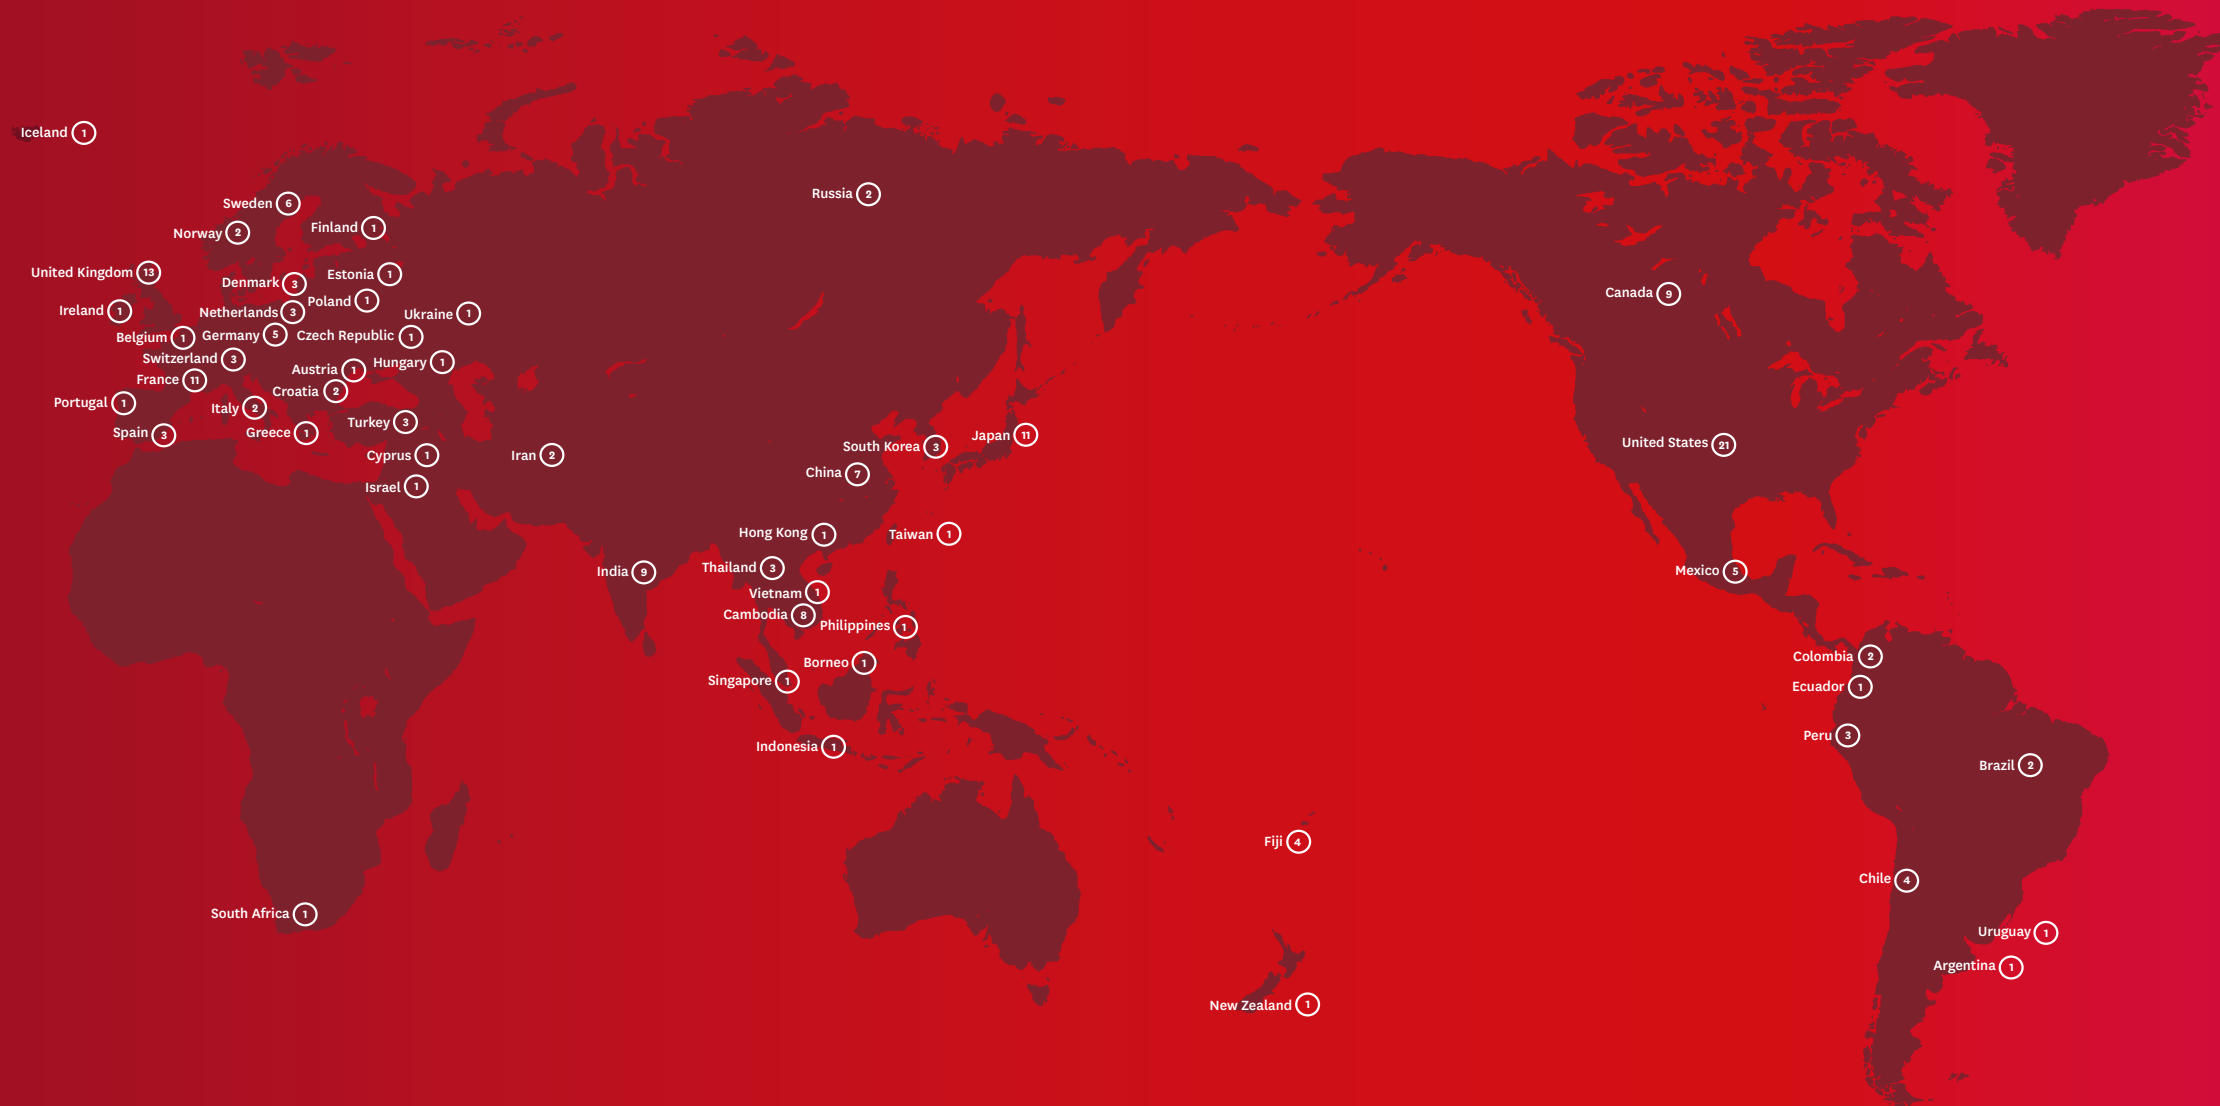 Iceland 1
Russia 2
Sweden 6
Finland 1
Norway 2
United Kingdom 13
Estonia 1
Denmark 3
Canada 9
Poland 1
Ireland 1
Netherlands 3
Ukraine 1
Belgium 1
Germany 5
Czech Republic 1
Switzerland 3
Hungary 1
Austria 1
France 11
Croatia 2
Portugal 1
Italy 2
Turkey 3
Spain 3
Greece 1
Japan 11
United States 21
South Korea 3
Cyprus 1
Iran 2
China 7
Israel 1
Hong Kong 1
Taiwan 1
Thailand 3
India 9
Mexico 5
Vietnam 1
Cambodia 8
Philippines 1
Colombia 2
Borneo 1
Singapore 1
Ecuador 1
Peru 3
Indonesia 1
Brazil 2
Fiji 4
Chile 4
South Africa 1
Uruguay 1
Argentina 1
New Zealand 1